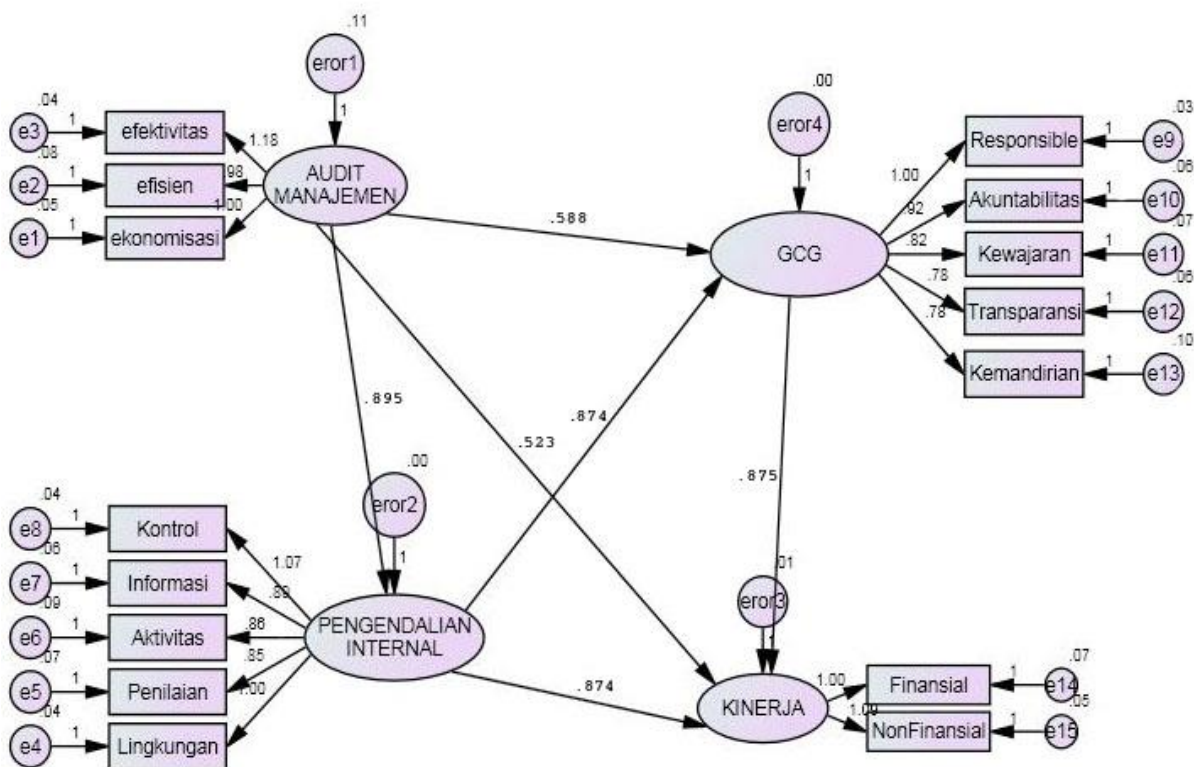 .11
eror1
1
.04
e3
1
efektivitas
1.18
.08
e2
1
efisien
.98
.05
e1
1
ekonomisasi
1.00
AUDIT
MANAJEMEN
.588
.00
eror4
1
GCG
1.00
Responsible
1
.03
e9
.92
Akuntabilitas
1
.06
e10
.82
Kewajaran
1
.07
e11
.78
Transparansi
1
.06
e12
.78
Kemandirian
1
.10
e13
.895
.523
.874
.875
.00
eror2
1
.04
e8
1
Kontrol
1.07
.06
e7
1
Informasi
.09
e6
1
Aktivitas
.86
.07
e5
1
Penilaian
.85
.04
e4
1
Lingkungan
1.00
PENGENDALIAN
INTERNAL
.874
.01
eror3
1
KINERJA
1.00
Finansial
1
.07
e14
NonFinansial
1
.05
e15